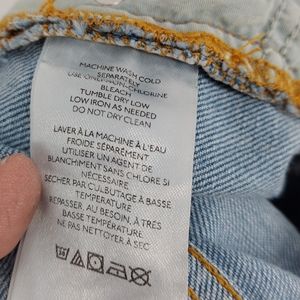 MACHINE WASH COLD
SEPARATELY
USE ONLY NON-CHLORINE
BLEACH
TUMBLE DRY LOW
LOW IRON AS NEEDED
DO NOT DRY CLEAN
LAVER À LA MACHINE À L'EAU
FROIDE SÉPARÉMENT
UTILISER UN AGENT DE
BLANCHIMENT SANS CHLORE SI
NÉCESSAIRE
SÉCHER PAR CULBUTAGE À BASSE
TEMPÉRATURE
REPASSER, AU BESOIN, À TRÈS
BASSE TEMPÉRATURE
NE PAS NETTOYER À SEC